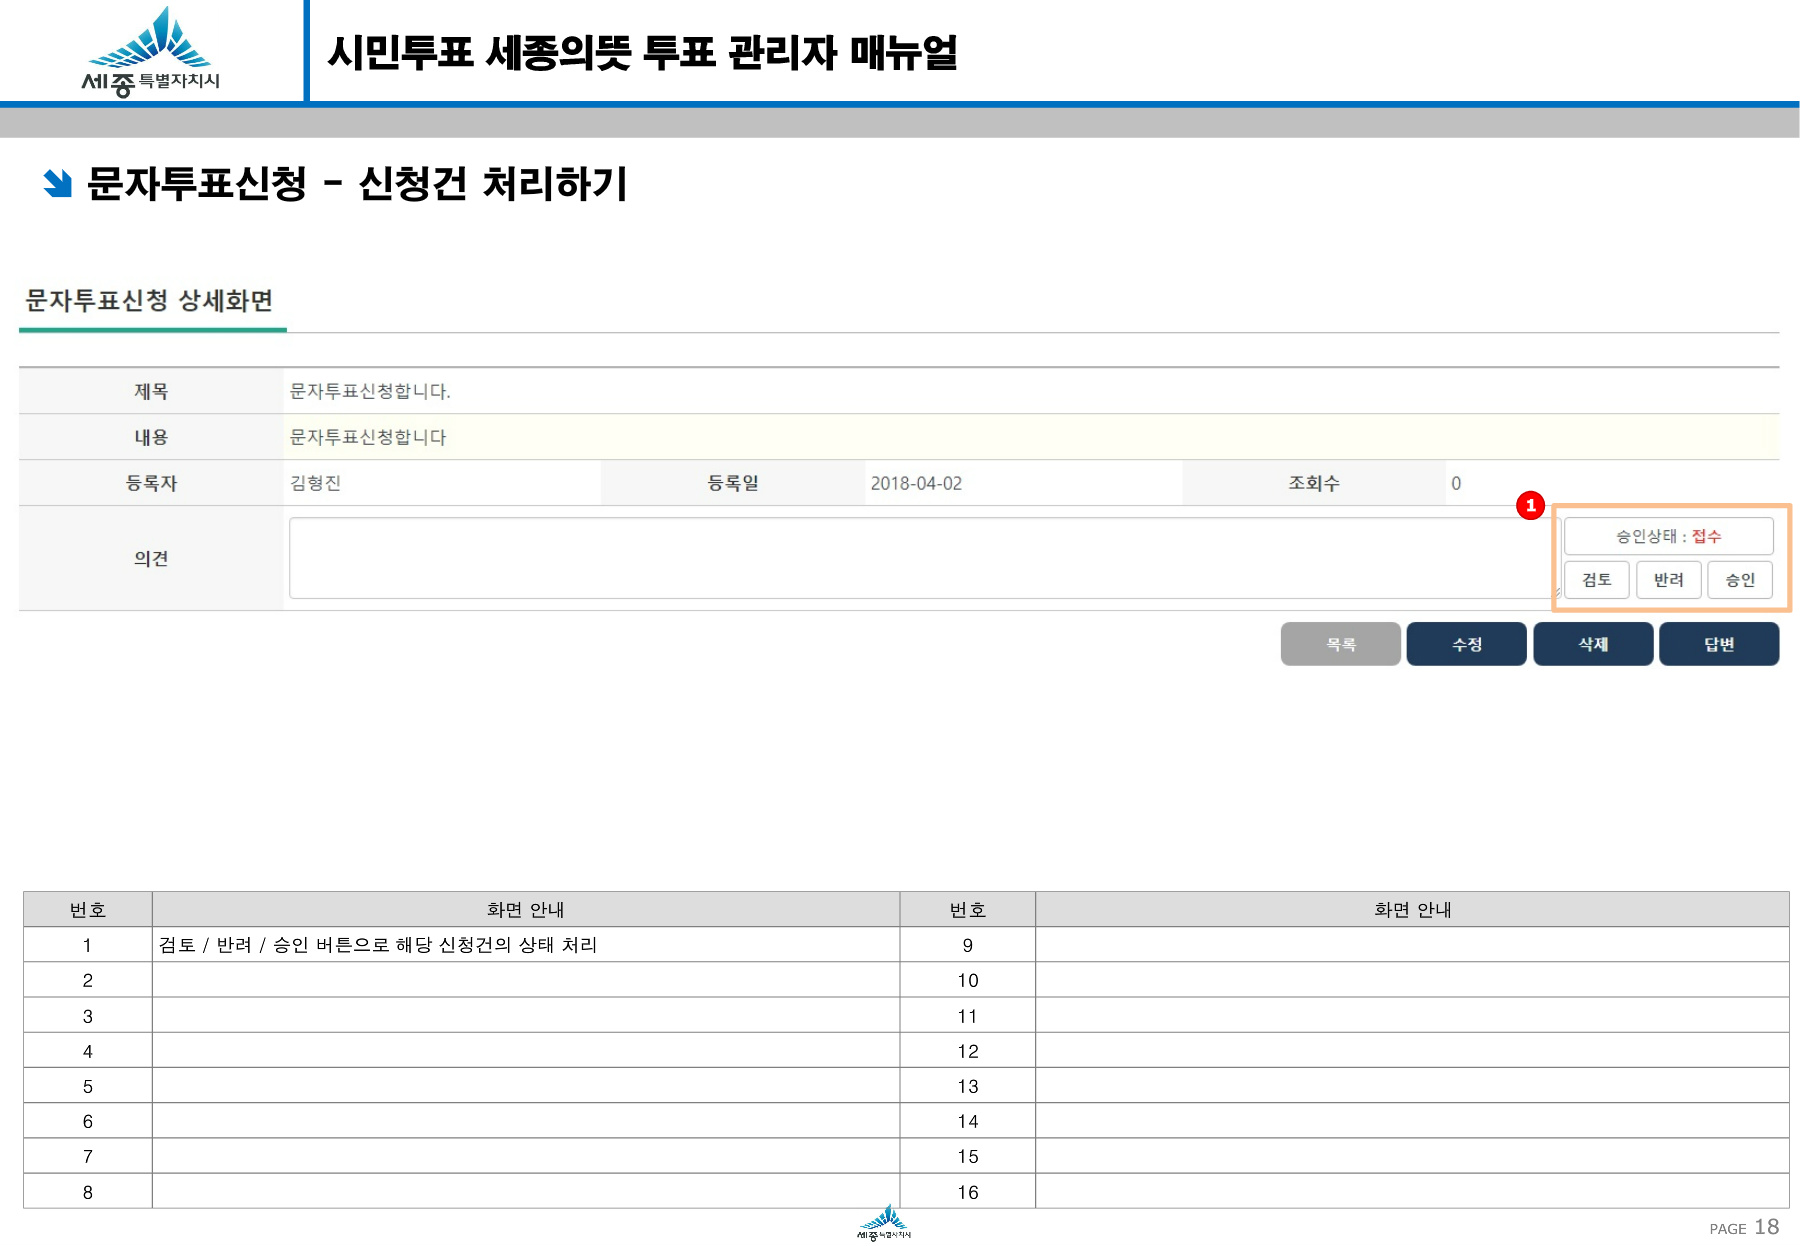 세종특별자치시
시민투표 세종의뜻 투표 관리자 매뉴얼
문자투표신청 - 신청건 처리하기
문자투표신청 상세화면
제목 문자투표신청합니다.
내용 문자투표신청합니다
등록자 김형진 등록일 2018-04-02 조회수 0
1
의견
승인상태 : 접수
검토 반려 승인
목록 수정 삭제 답변
번호 화면 안내 번호 화면 안내
1 검토 / 반려 / 승인 버튼으로 해당 신청건의 상태 처리 9
2 10
3 11
4 12
5 13
6 14
7 15
8 16
세종특별자치시
PAGE 18